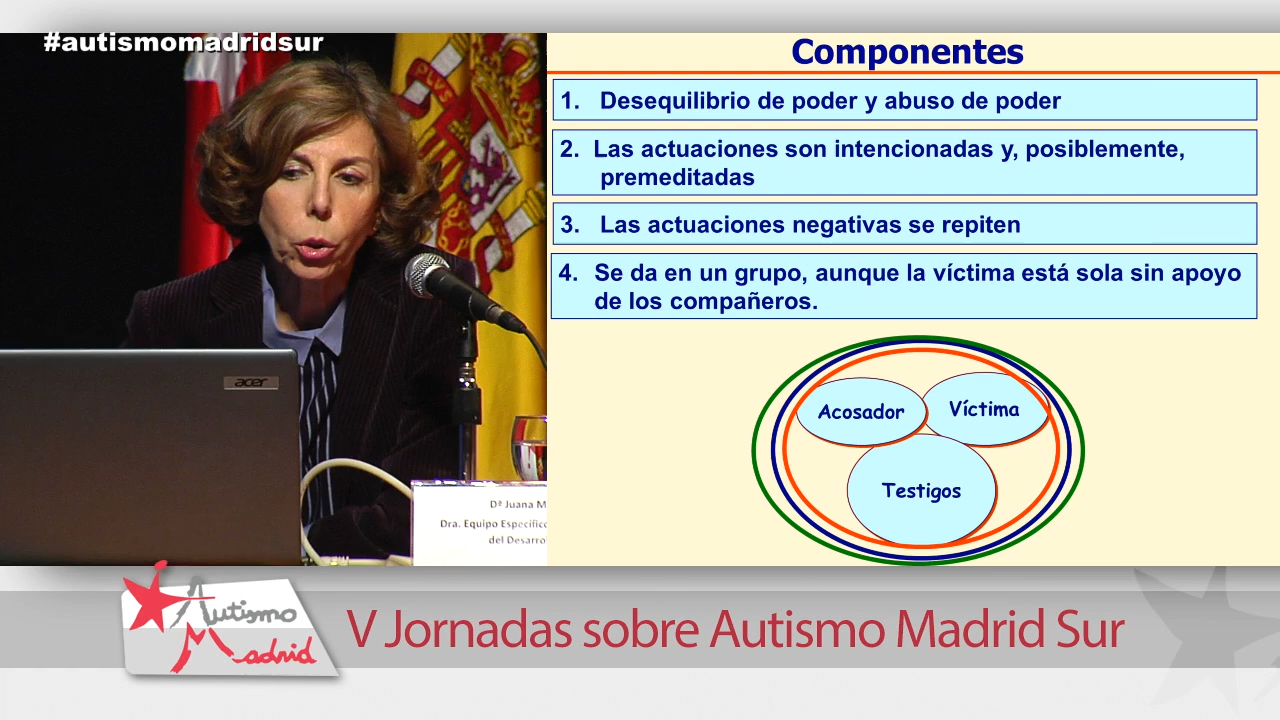 #autismomadridsur
Componentes
1. Desequilibrio de poder y abuso de poder
2. Las actuaciones son intencionadas y, posiblemente,
premeditadas
3. Las actuaciones negativas se repiten
4. Se da en un grupo, aunque la víctima está sola sin apoyo
de los compañeros.
Acosador
Víctima
Testigos
acer
Dª Juana M
Dra. Equipo Específico
del Desarro
Autismo
Madrid
V Jornadas sobre Autismo Madrid Sur